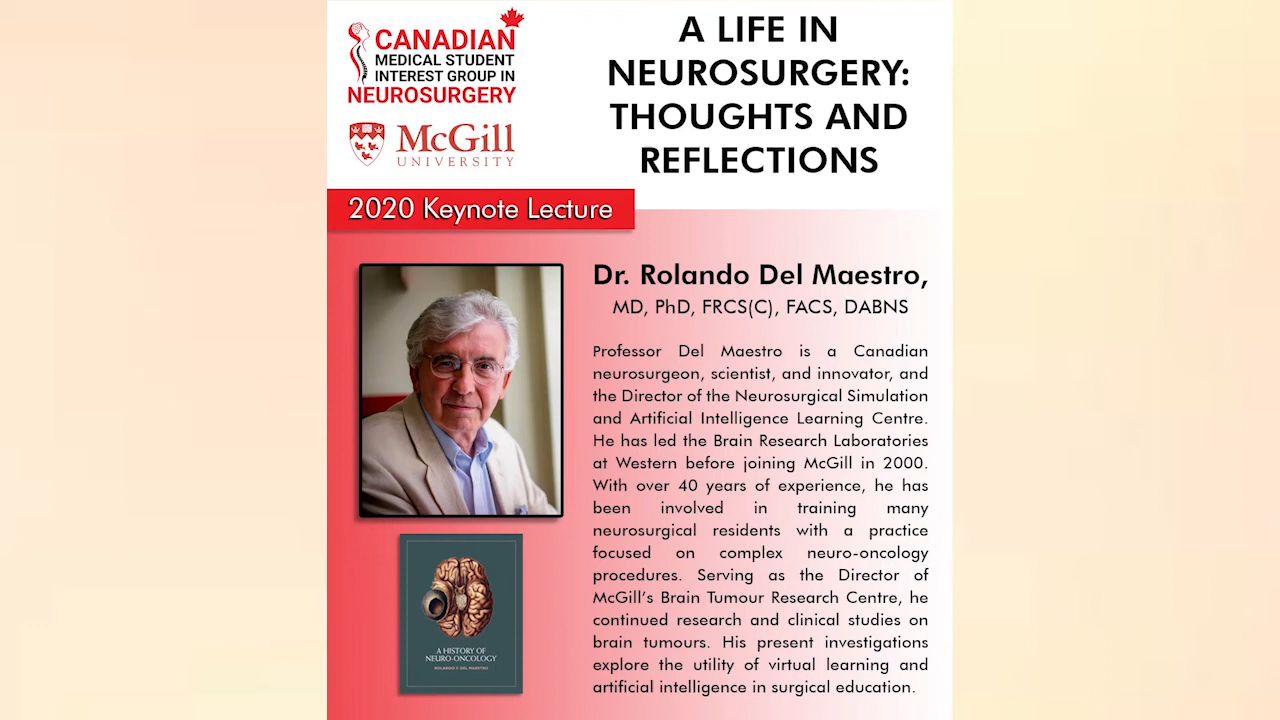 CANADIAN
MEDICAL STUDENT
INTEREST GROUP IN
NEUROSURGERY
McGill
UNIVERSITY
A LIFE IN
NEUROSURGERY:
THOUGHTS AND
REFLECTIONS
2020 Keynote Lecture
Dr. Rolando Del Maestro,
MD, PhD, FRCS(C), FACS, DABNS
Professor Del Maestro is a Canadian
neurosurgeon, scientist, and innovator, and
the Director of the Neurosurgical Simulation
and Artificial Intelligence Learning Centre.
He has led the Brain Research Laboratories
at Western before joining McGill in 2000.
With over 40 years of experience, he has
been involved in training many
neurosurgical residents with a practice
focused on complex neuro-oncology
procedures. Serving as the Director of
McGill's Brain Tumour Research Centre, he
continued research and clinical studies on
brain tumours. His present investigations
explore the utility of virtual learning and
artificial intelligence in surgical education.
A HISTORY OF
NEURO-ONCOLOGY
ROLANDO F. DEL MAESTRO